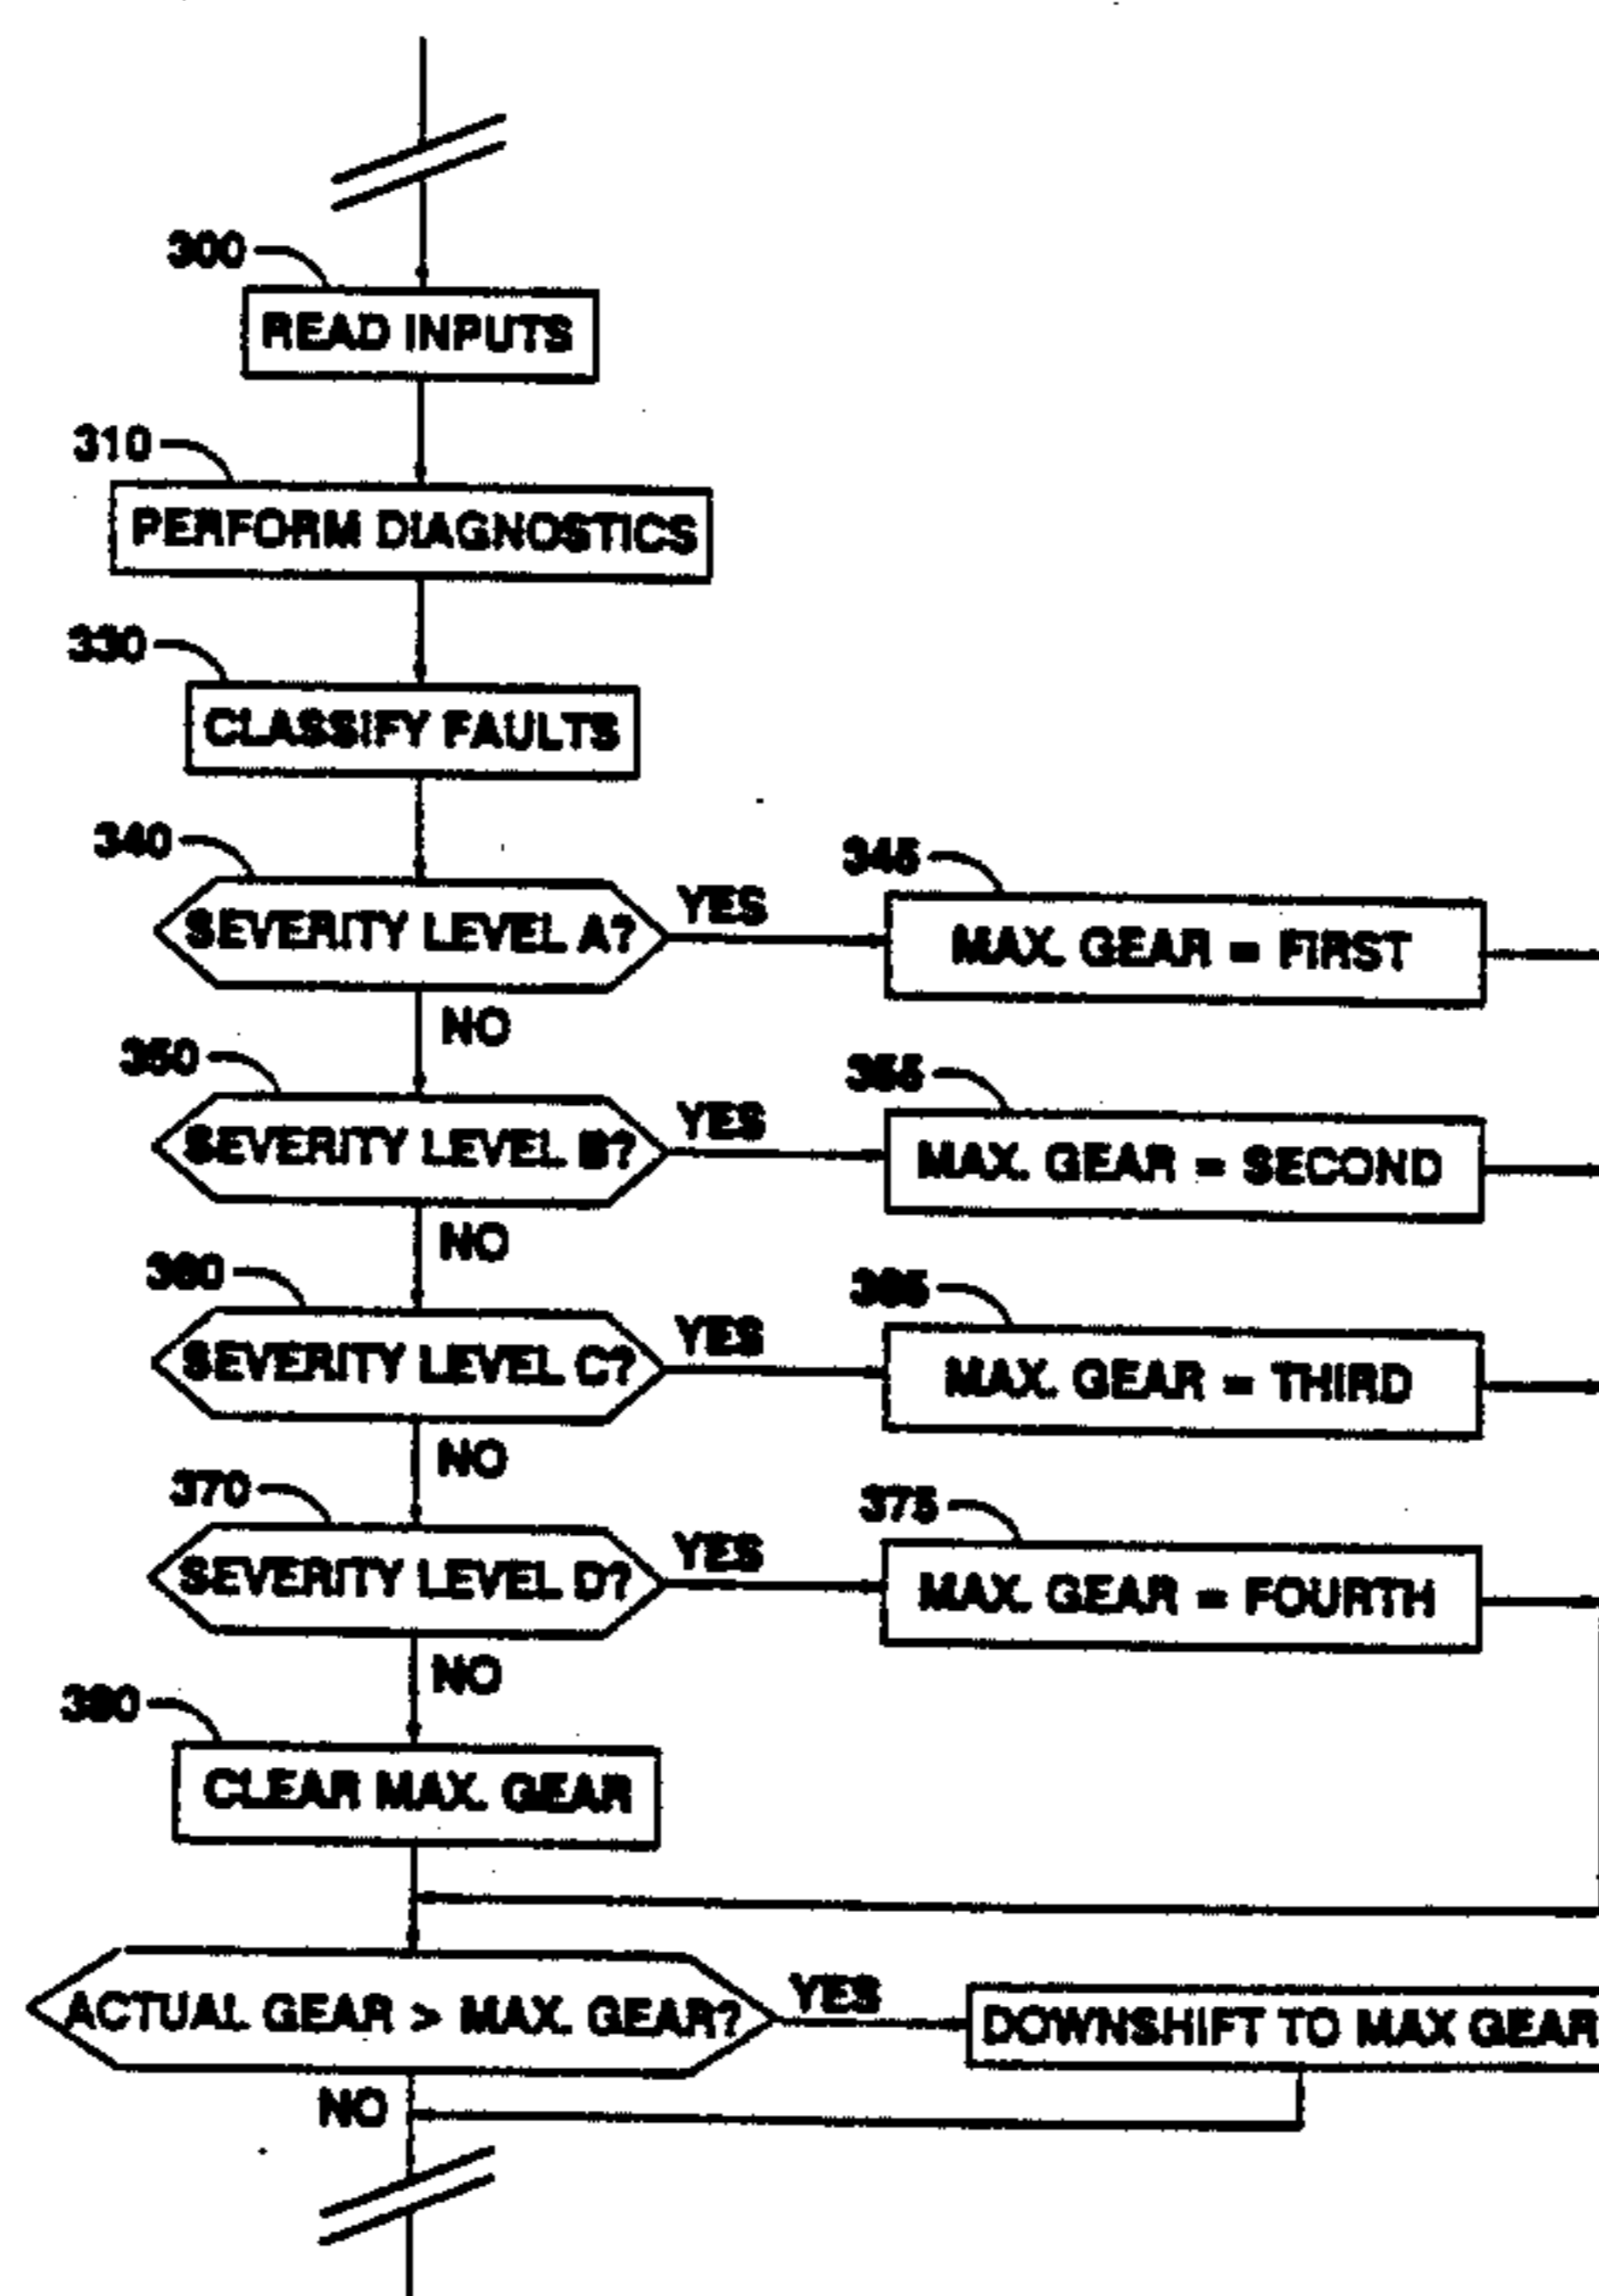 300
READ INPUTS
310
PERFORM DIAGNOSTICS
330
CLASSIFY FAULTS
340
SEVERITY LEVEL A?
YES
345
MAX. GEAR = FIRST
NO
350
SEVERITY LEVEL B?
YES
355
MAX. GEAR = SECOND
NO
360
SEVERITY LEVEL C?
YES
365
MAX. GEAR = THIRD
NO
370
SEVERITY LEVEL D?
YES
375
MAX. GEAR = FOURTH
NO
380
CLEAR MAX. GEAR
ACTUAL GEAR > MAX. GEAR?
YES
DOWNSHIFT TO MAX GEAR
NO